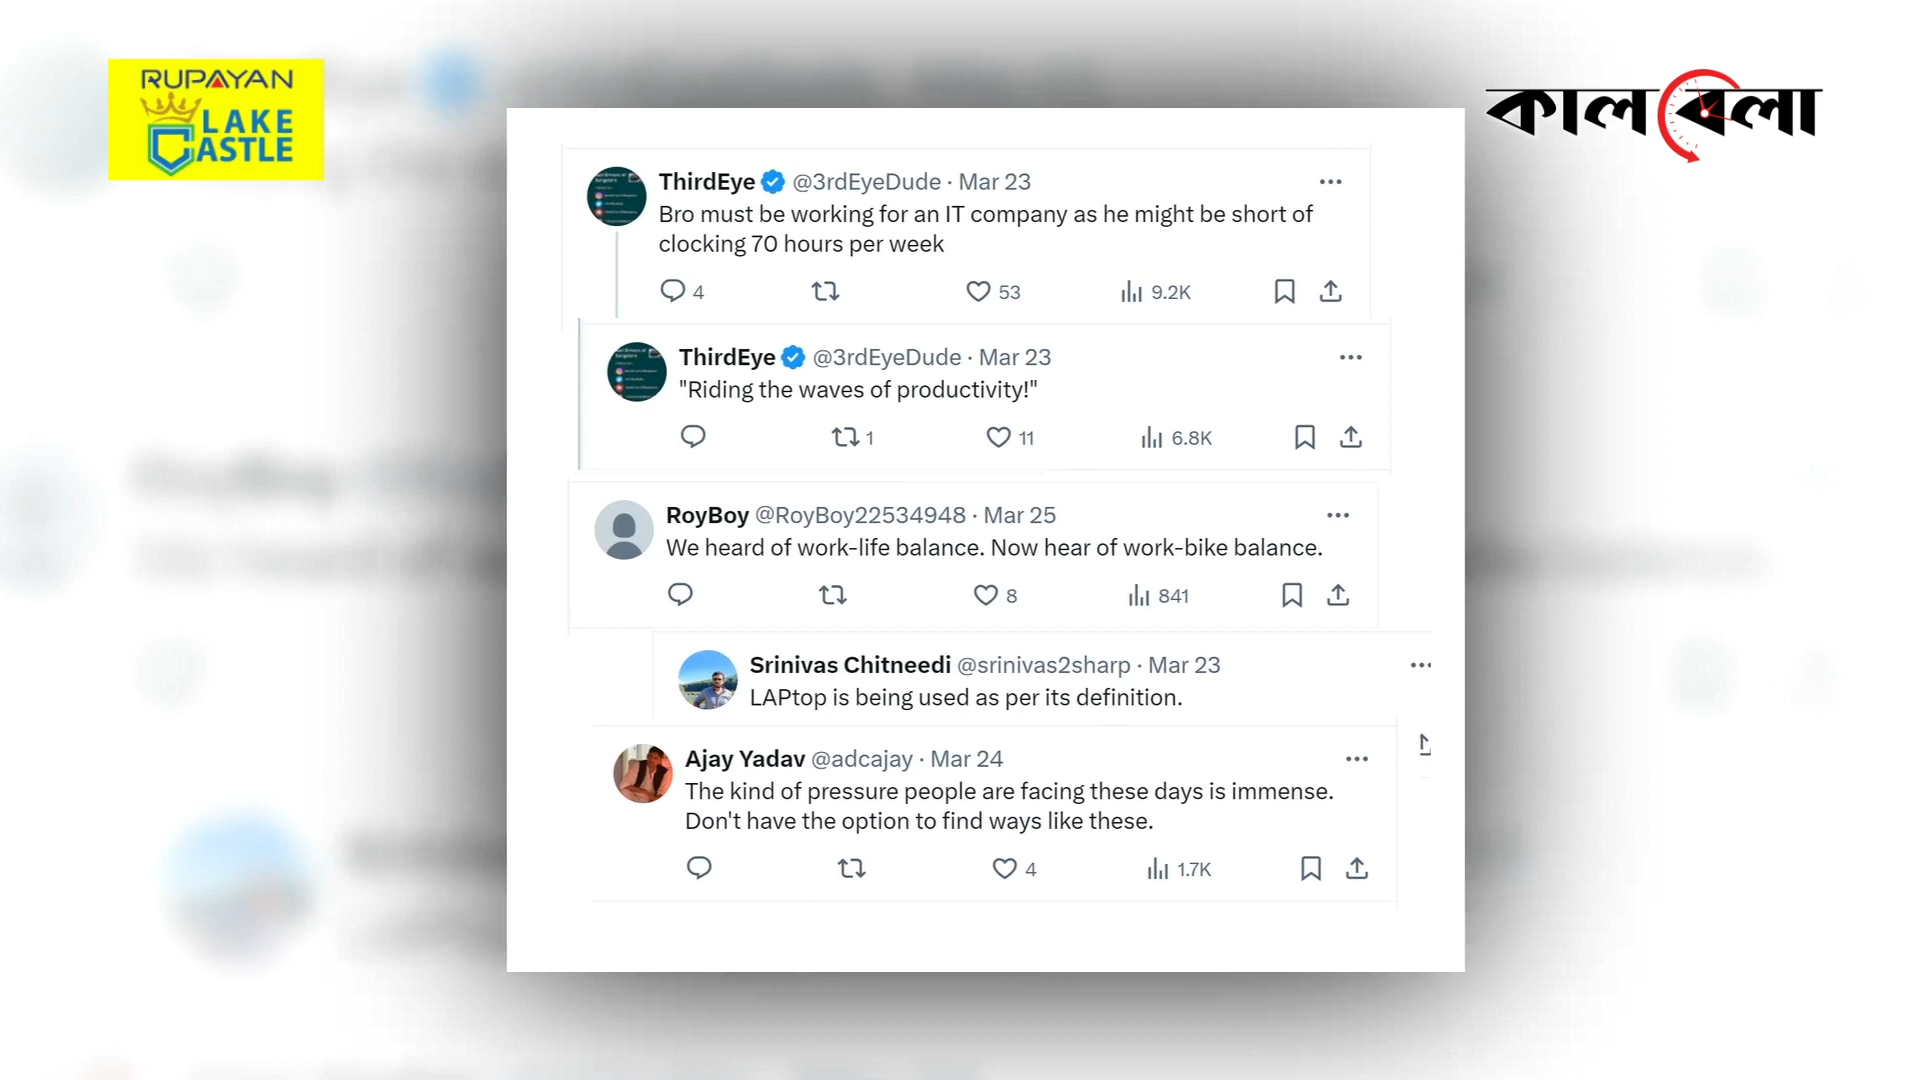 RUPAYAN
LAKE
CASTLE
কালবেলা
ThirdEye @3rdEyeDude · Mar 23
Bro must be working for an IT company as he might be short of
clocking 70 hours per week
4 53 9.2K
ThirdEye @3rdEyeDude · Mar 23
"Riding the waves of productivity!"
1 11 6.8K
RoyBoy @RoyBoy22534948 · Mar 25
We heard of work-life balance. Now hear of work-bike balance.
8 841
Srinivas Chitneedi @srinivas2sharp · Mar 23
LAPtop is being used as per its definition.
Ajay Yadav @adcajay · Mar 24
The kind of pressure people are facing these days is immense.
Don't have the option to find ways like these.
4 1.7K